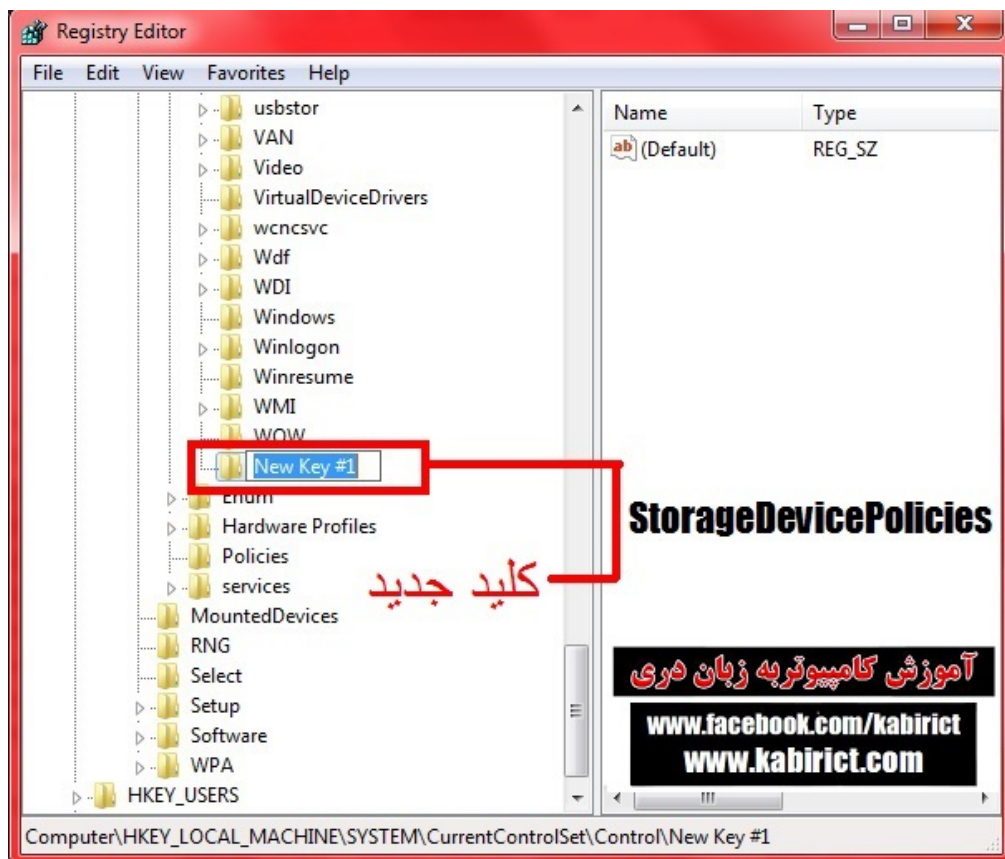 Registry Editor
File Edit View Favorites Help
usbstor
VAN
Video
VirtualDeviceDrivers
wcncsvc
Wdf
WDI
Windows
Winlogon
Winresume
WMI
WOW
New Key #1
Enum
Hardware Profiles
Policies
services
MountedDevices
RNG
Select
Setup
Software
WPA
HKEY_USERS
Name Type
ab (Default) REG_SZ
StorageDevicePolicies
کلید جدید
آموزش کامپیوتر به زبان دری
www.facebook.com/kabirict
www.kabirict.com
Computer\HKEY_LOCAL_MACHINE\SYSTEM\CurrentControlSet\Control\New Key #1